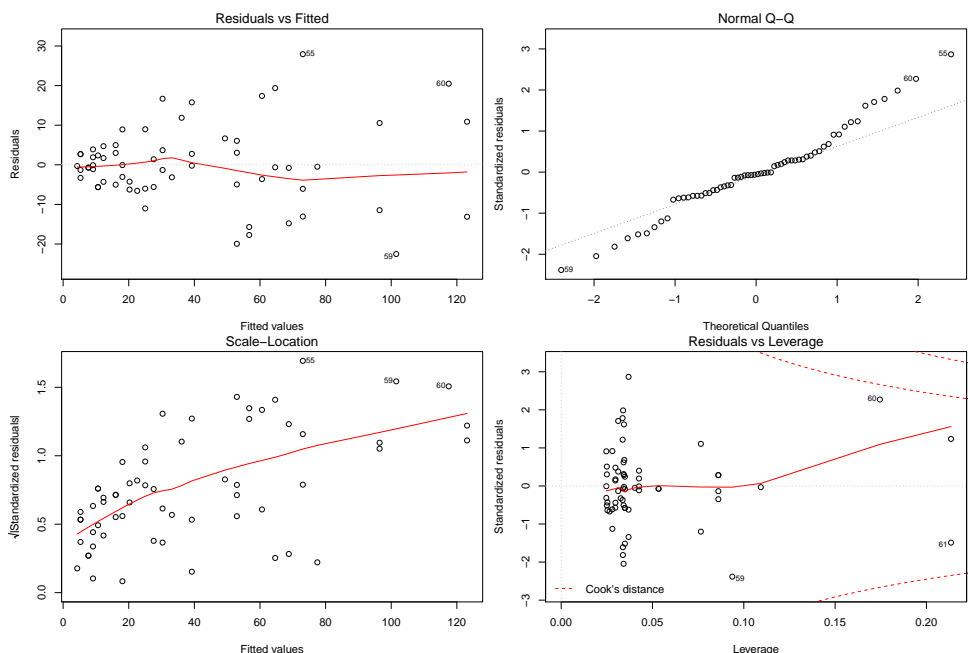 Residuals vs Fitted
Residuals
30
20
10
0
−10
−20
55
60
59
0 20 40 60 80 100 120
Fitted values
Normal Q−Q
Standardized residuals
3
2
1
0
−1
−2
55
60
59
−2 −1 0 1 2
Theoretical Quantiles
Scale−Location
√|Standardized residuals|
1.5
1.0
0.5
0.0
55
59
60
0 20 40 60 80 100 120
Fitted values
Residuals vs Leverage
Standardized residuals
3
2
1
0
−1
−2
−3
60
61
59
Cook's distance
0.00 0.05 0.10 0.15 0.20
Leverage